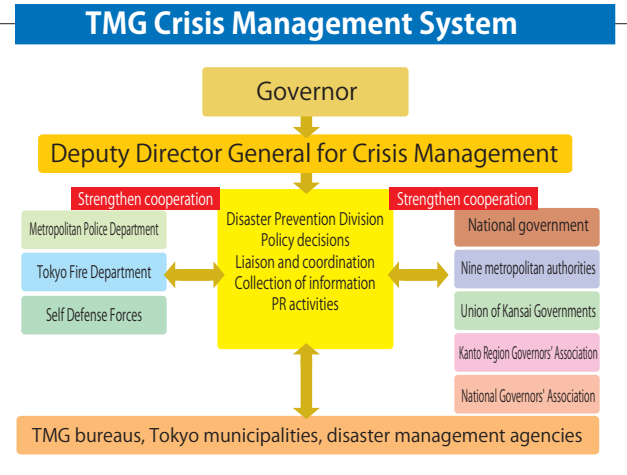 TMG Crisis Management System
Governor
Deputy Director General for Crisis Management
Strengthen cooperation
Strengthen cooperation
Metropolitan Police Department
Tokyo Fire Department
Self Defense Forces
Disaster Prevention Division
Policy decisions
Liaison and coordination
Collection of information
PR activities
National government
Nine metropolitan authorities
Union of Kansai Governments
Kanto Region Governors' Association
National Governors' Association
TMG bureaus, Tokyo municipalities, disaster management agencies